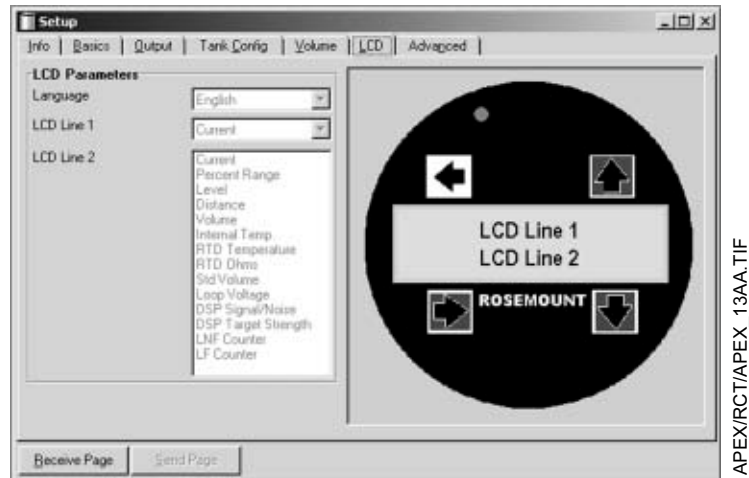 Setup
Info | Basics | Output | Tank Config | Volume | LCD | Advanced |
LCD Parameters
Language
English
LCD Line 1
Current
LCD Line 2
Current
Percent Range
Level
Distance
Volume
Internal Temp
RTD Temperature
RTD Ohms
Std Volume
Loop Voltage
DSP Signal/Noise
DSP Target Strength
LNF Counter
LF Counter
LCD Line 1
LCD Line 2
ROSEMOUNT
Receive Page
Send Page
APEX/RCT/APEX_13AA.TIF